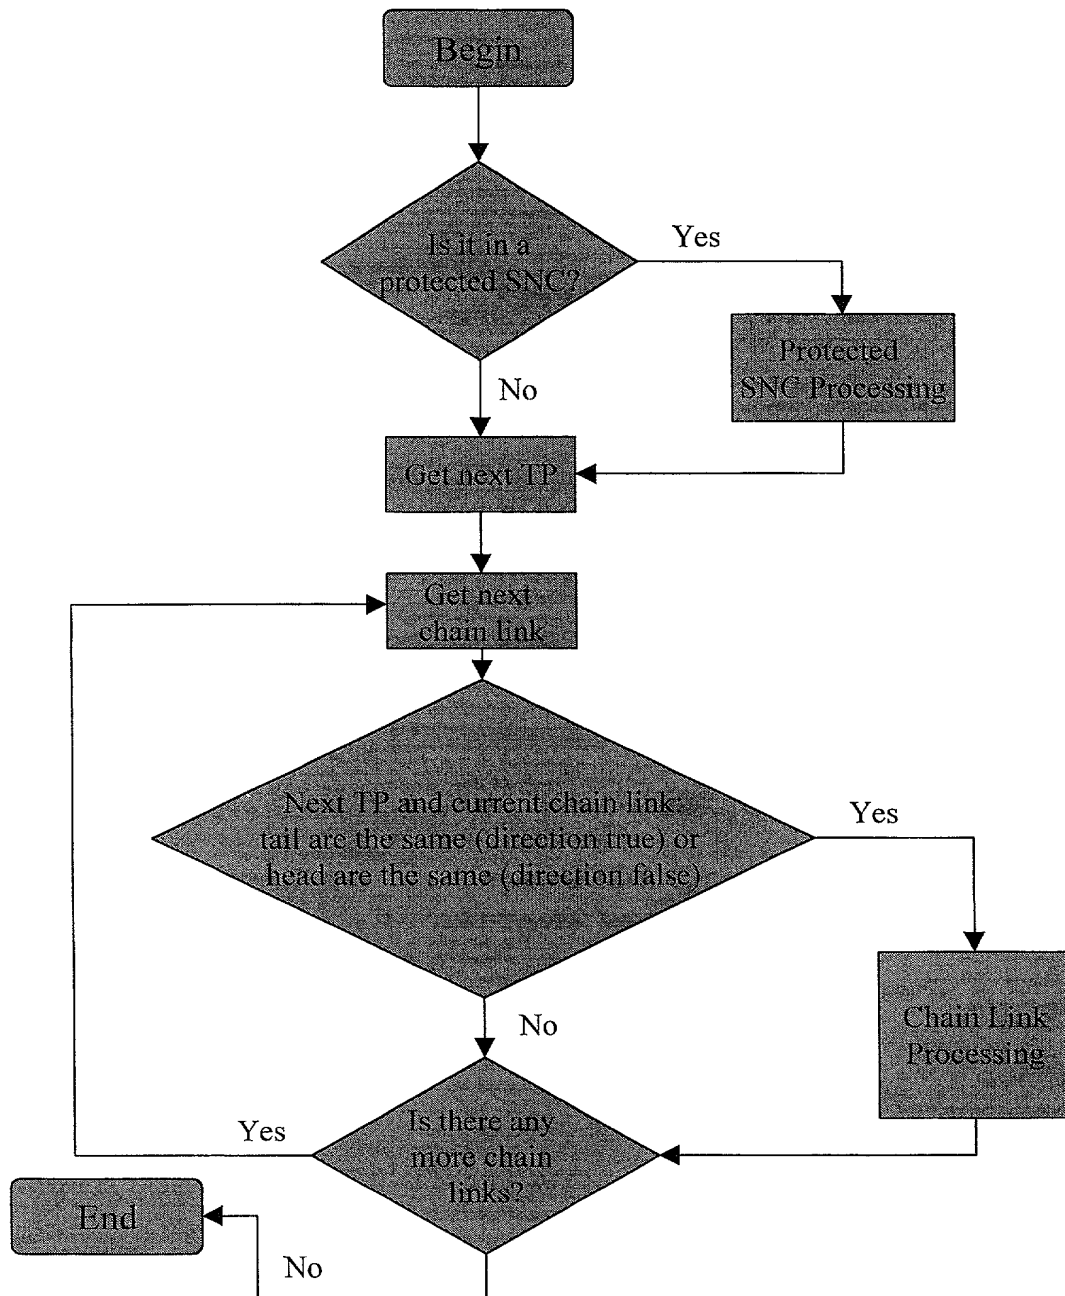 Begin
Is it in a
protected SNC?
Yes
Protected
SNC Processing
No
Get next TP
Get next
chain link
Next TP and current chain link:
tail are the same (direction true) or
head are the same (direction false)
Yes
Chain Link
Processing
No
Is there any
more chain
links?
Yes
End
No